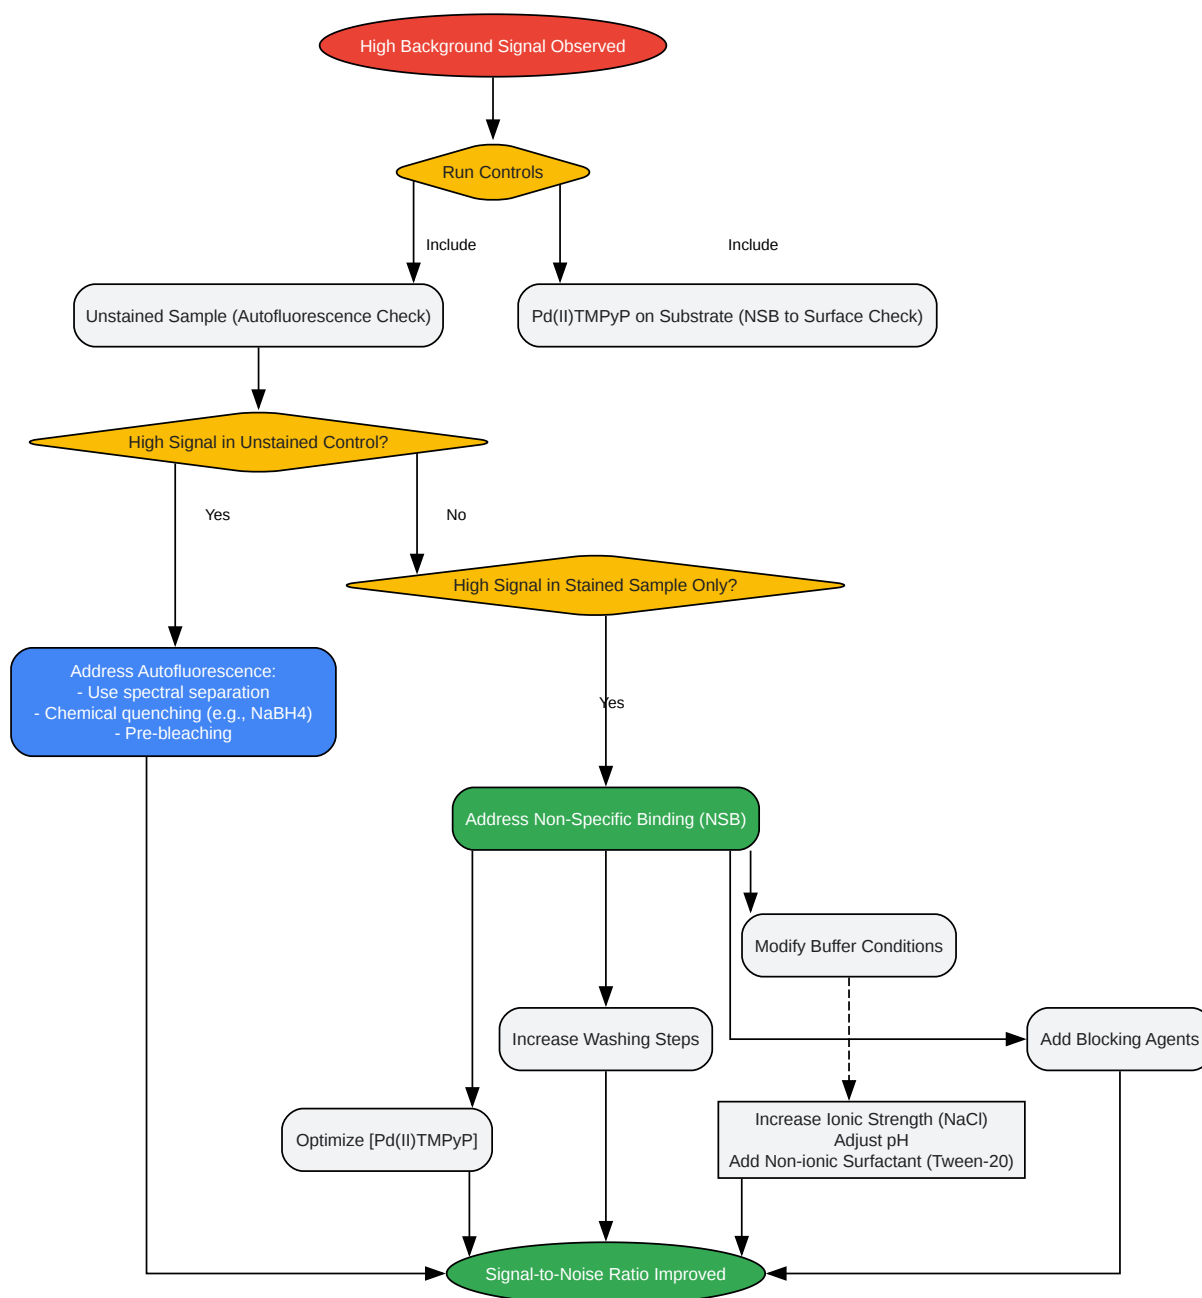 High Background Signal Observed
Run Controls
Include
Include
Unstained Sample (Autofluorescence Check)
Pd(II)TMPyP on Substrate (NSB to Surface Check)
High Signal in Unstained Control?
Yes
No
High Signal in Stained Sample Only?
Address Autofluorescence:
- Use spectral separation
- Chemical quenching (e.g., NaBH4)
- Pre-bleaching
Yes
Address Non-Specific Binding (NSB)
Modify Buffer Conditions
Increase Washing Steps
Add Blocking Agents
Optimize [Pd(II)TMPyP]
Increase Ionic Strength (NaCl)
Adjust pH
Add Non-ionic Surfactant (Tween-20)
Signal-to-Noise Ratio Improved